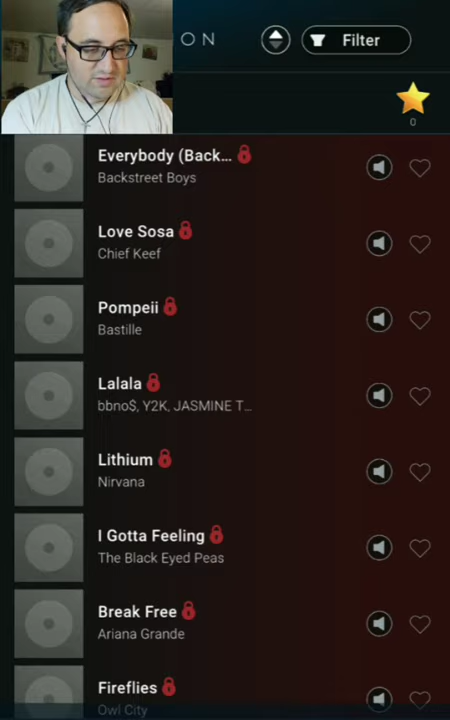 ON
Filter
0
Everybody (Back...
Backstreet Boys
Love Sosa
Chief Keef
Pompeii
Bastille
Lalala
bbno$, Y2K, JASMINE T...
Lithium
Nirvana
I Gotta Feeling
The Black Eyed Peas
Break Free
Ariana Grande
Fireflies
Owl City